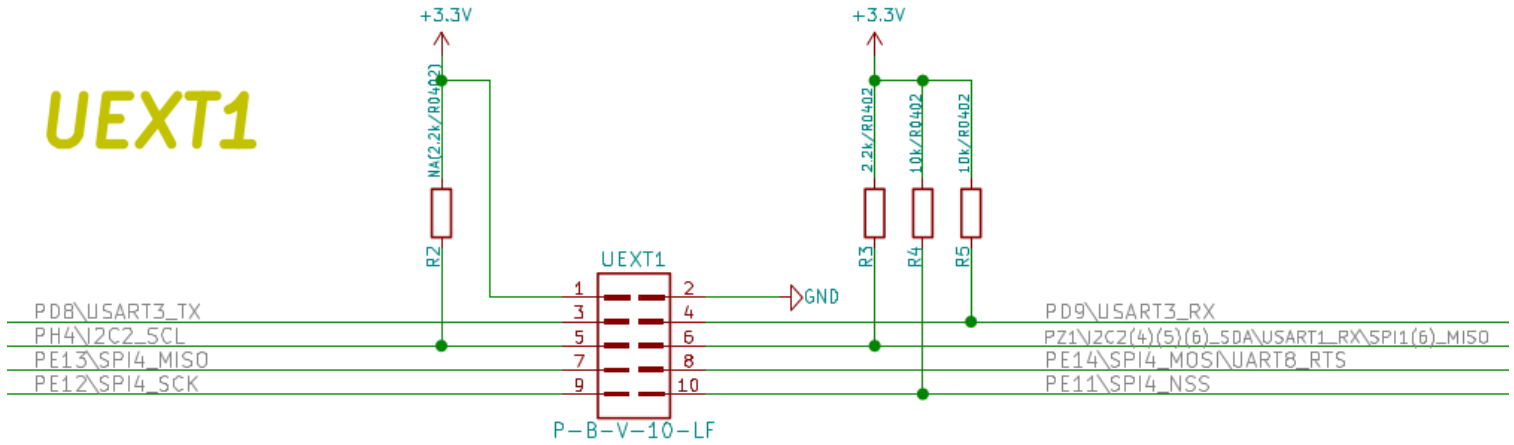 +3.3V
+3.3V
UEXT1
NA(2.2k/R0402)
2.2k/R0402
10k/R0402
10k/R0402
R2
R3
R4
R5
UEXT1
1
2
GND
PD8\USART3_TX
3
4
PD9\USART3_RX
PH4\I2C2_SCL
5
6
PZ1\I2C2(4)(5)(6)_SDA\USART1_RX\SPI1(6)_MISO
PE13\SPI4_MISO
7
8
PE14\SPI4_MOSI\UART8_RTS
PE12\SPI4_SCK
9
10
PE11\SPI4_NSS
P-B-V-10-LF